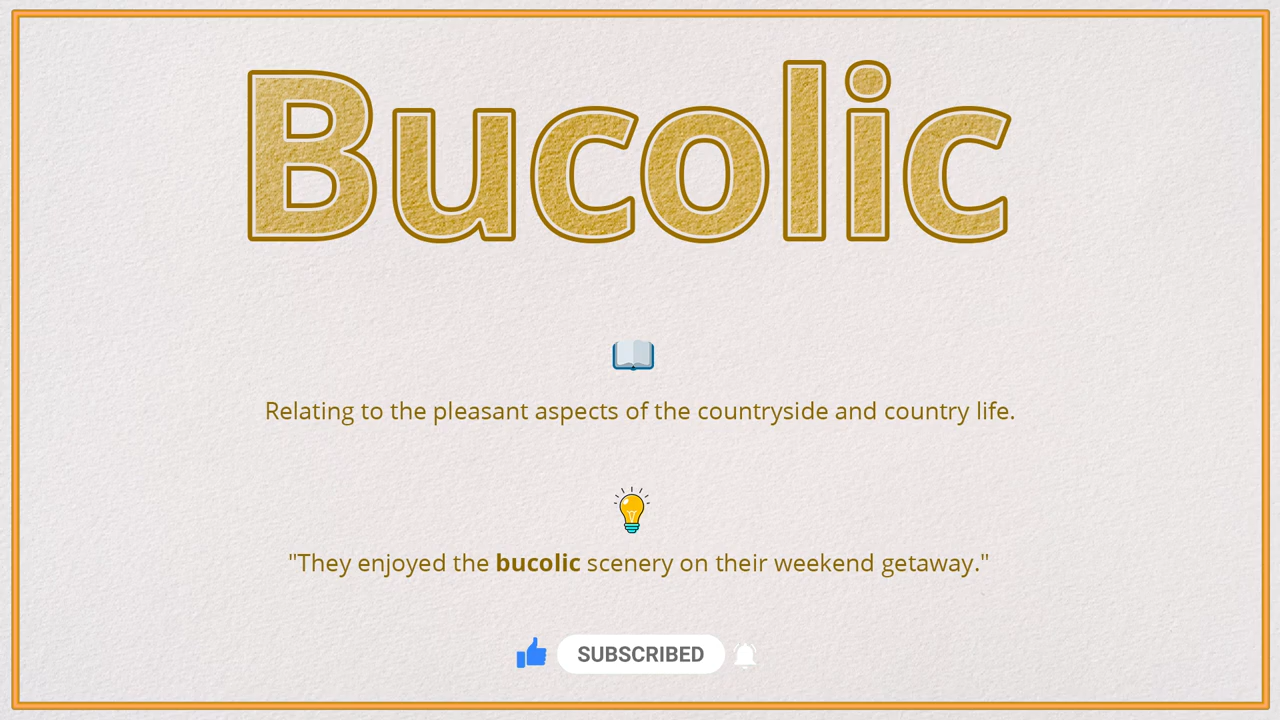 Bucolic
Relating to the pleasant aspects of the countryside and country life.
"They enjoyed the bucolic scenery on their weekend getaway."
SUBSCRIBED